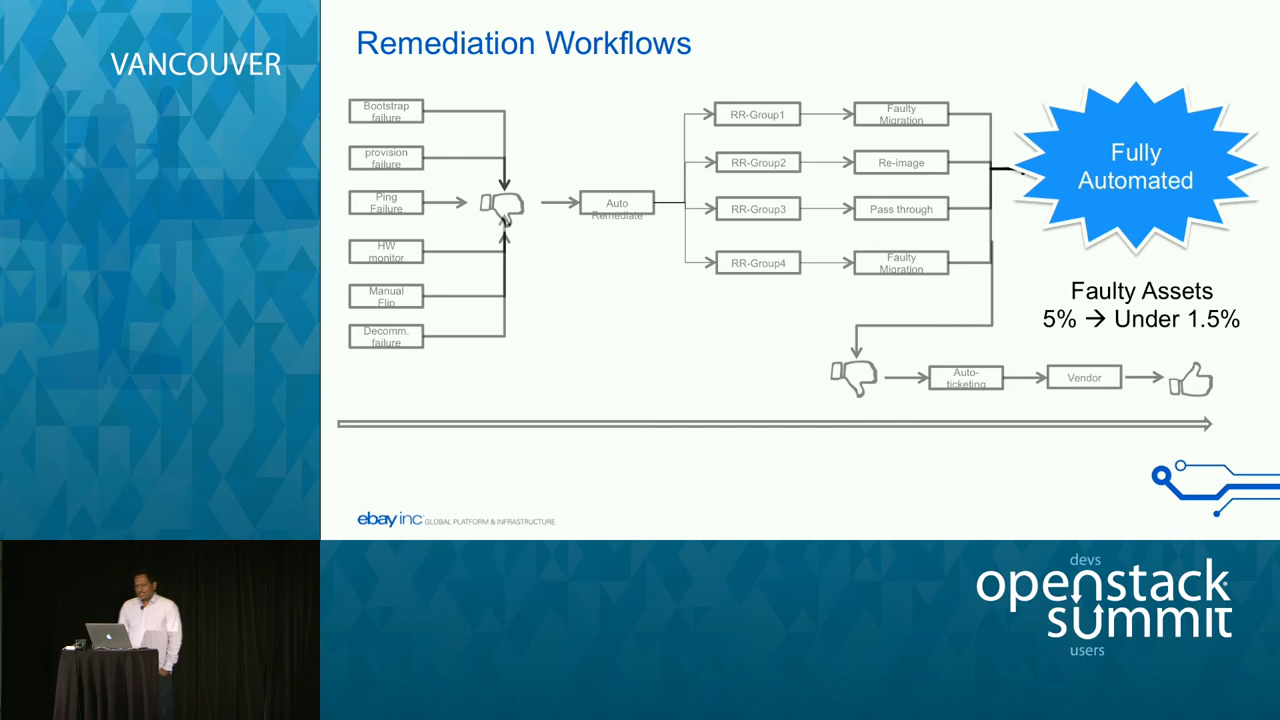 VANCOUVER
Remediation Workflows
Bootstrap
failure
provision
failure
Ping
Failure
HW
monitor
Manual
Flip
Decomm.
failure
Auto
Remediate
RR-Group1
RR-Group2
RR-Group3
RR-Group4
Faulty
Migration
Re-image
Pass through
Faulty
Migration
Fully
Automated
Faulty Assets
5% → Under 1.5%
Auto-
ticketing
Vendor
ebay inc GLOBAL PLATFORM & INFRASTRUCTURE
devs
openstack
summit
users